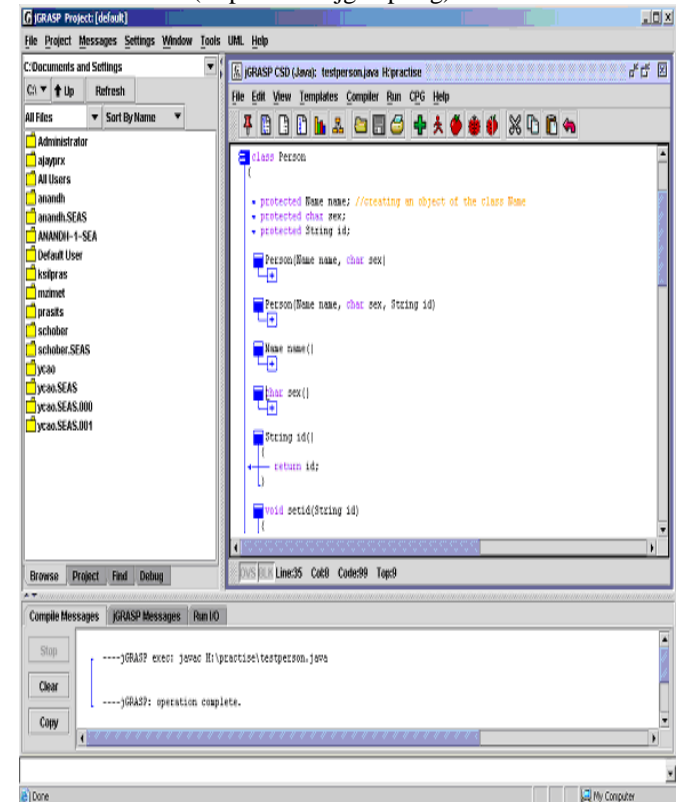 jGRASP Project: [default]
File Project Messages Settings Window Tools UML Help
C:\Documents and Settings
C:\ Up Refresh
All Files Sort By Name
Administrator
ajayprx
All Users
anandh
anandh.SEAS
ANANDH-1-SEA
Default User
ksilpras
mzimet
prasits
schober
schober.SEAS
ycao
ycao.SEAS
ycao.SEAS.000
ycao.SEAS.001
Browse Project Find Debug
jGRASP CSD (Java): testperson.java H:\practise
File Edit View Templates Compiler Run CPG Help
class Person
{
protected Name name; //creating an object of the class Name
protected char sex;
protected String id;
Person(Name name, char sex)
Person(Name name, char sex, String id)
Name name()
char sex()
String id()
{
return id;
}
void setid(String id)
{
OVS BLK Line:35 Col:0 Code:99 Top:9
Compile Messages jGRASP Messages Run I/O
Stop
Clear
Copy
----jGRASP exec: javac H:\practise\testperson.java
----jGRASP: operation complete.
Done My Computer